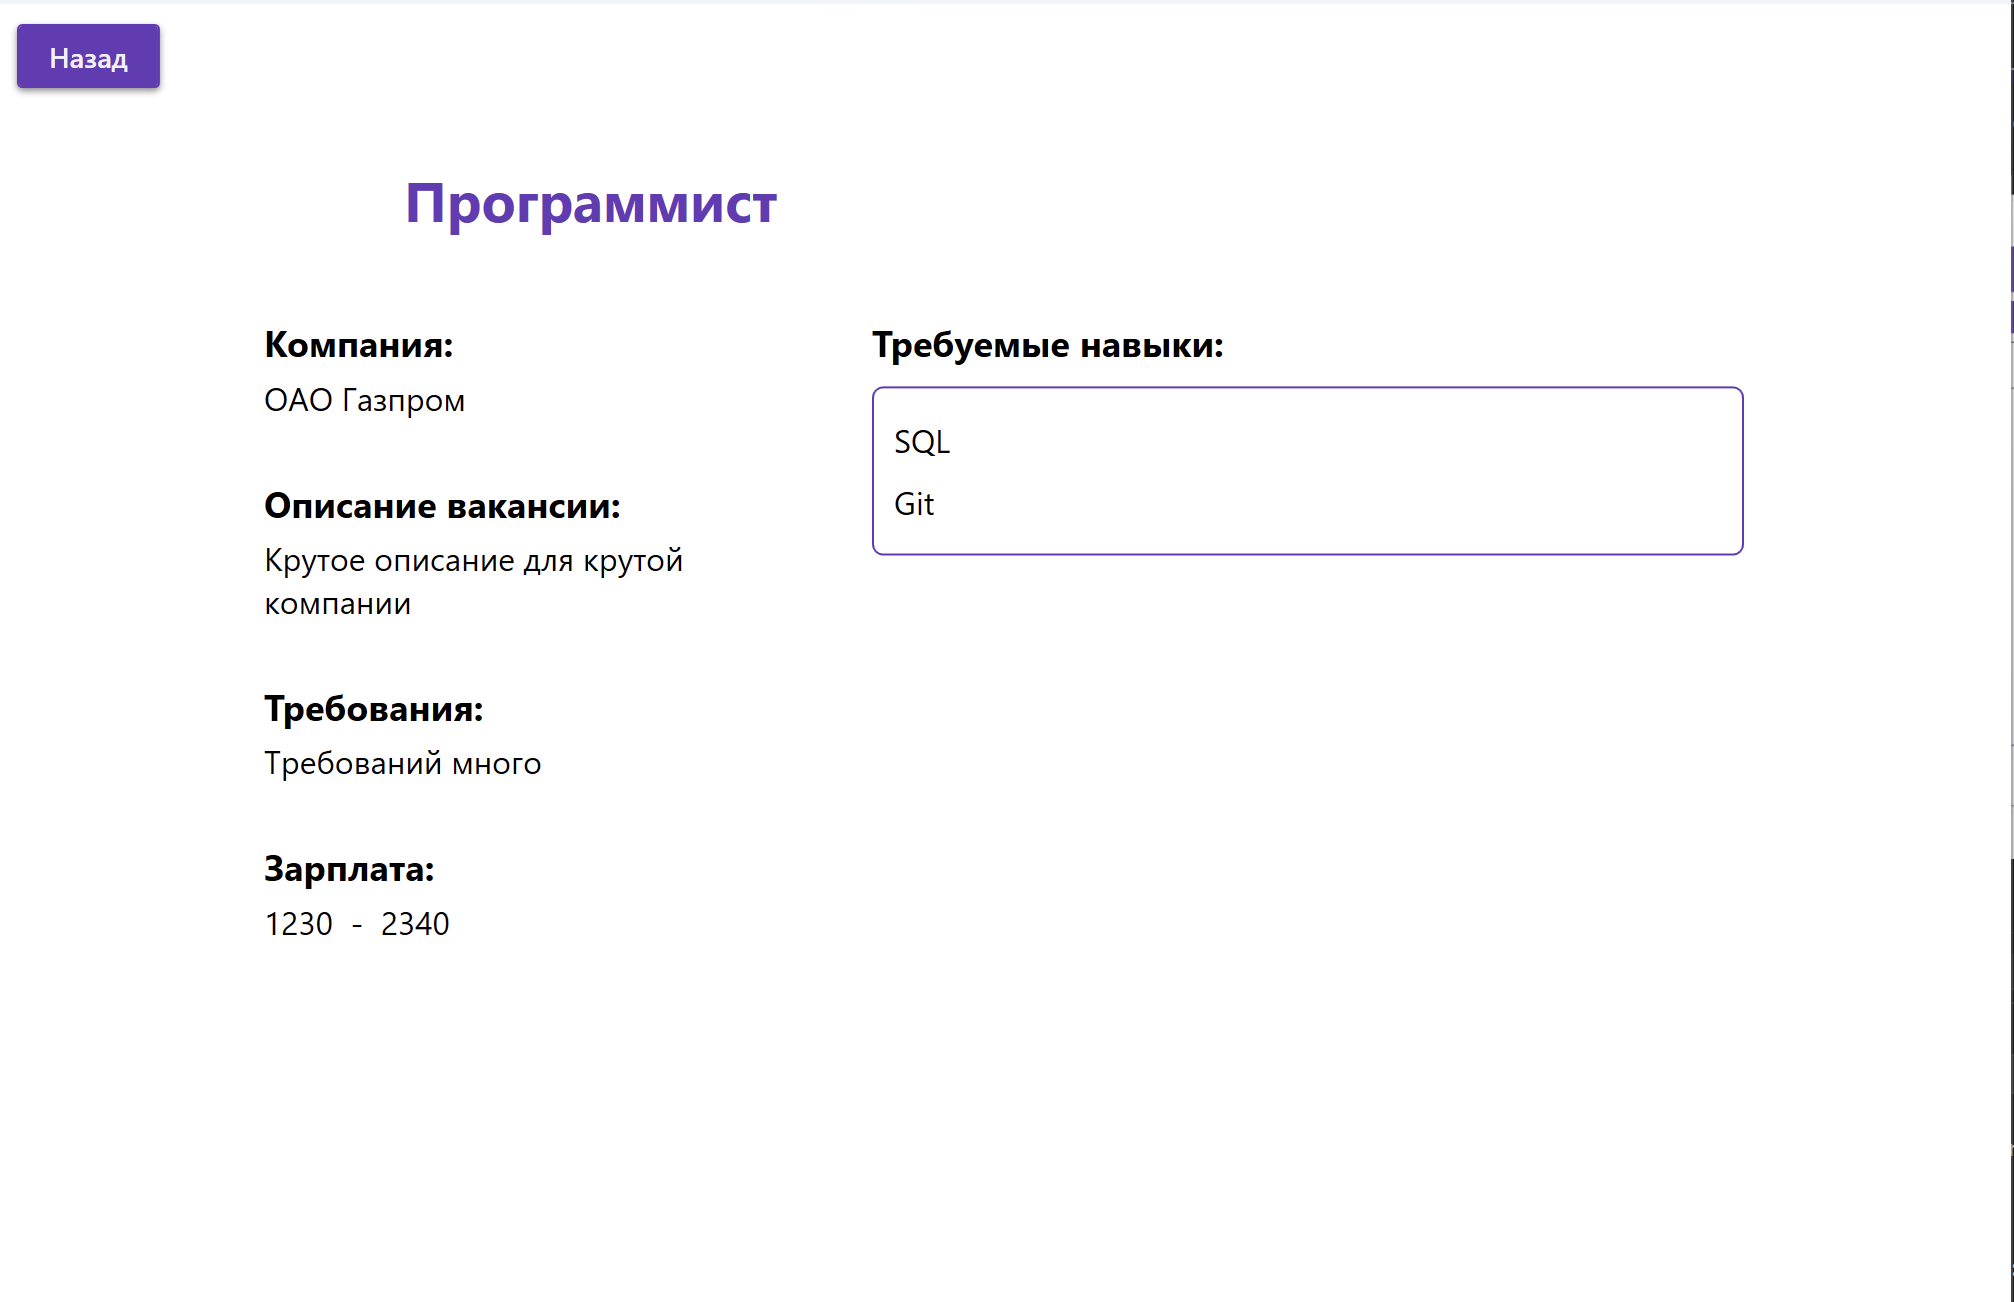 Назад
Программист
Компания:
ОАО Газпром
Описание вакансии:
Крутое описание для крутой
компании
Требования:
Требований много
Зарплата:
1230 - 2340
Требуемые навыки:
SQL
Git